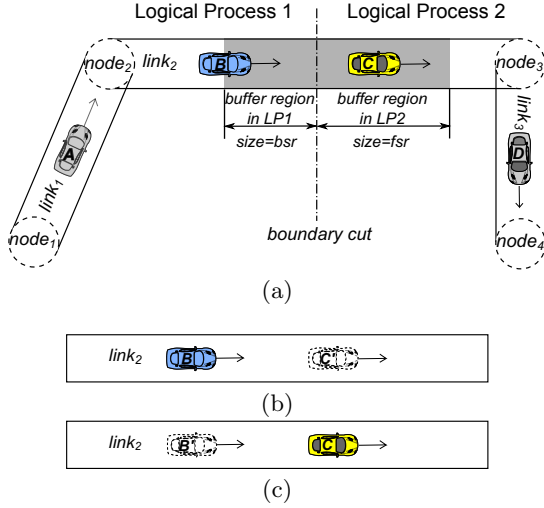 Logical Process 1 Logical Process 2
node2 link2 B C node3
buffer region in LP1 size=bsr
buffer region in LP2 size=fsr
link3
A
D
link1
node1
node4
boundary cut
(a)
link2 B C
(b)
link2 B C
(c)